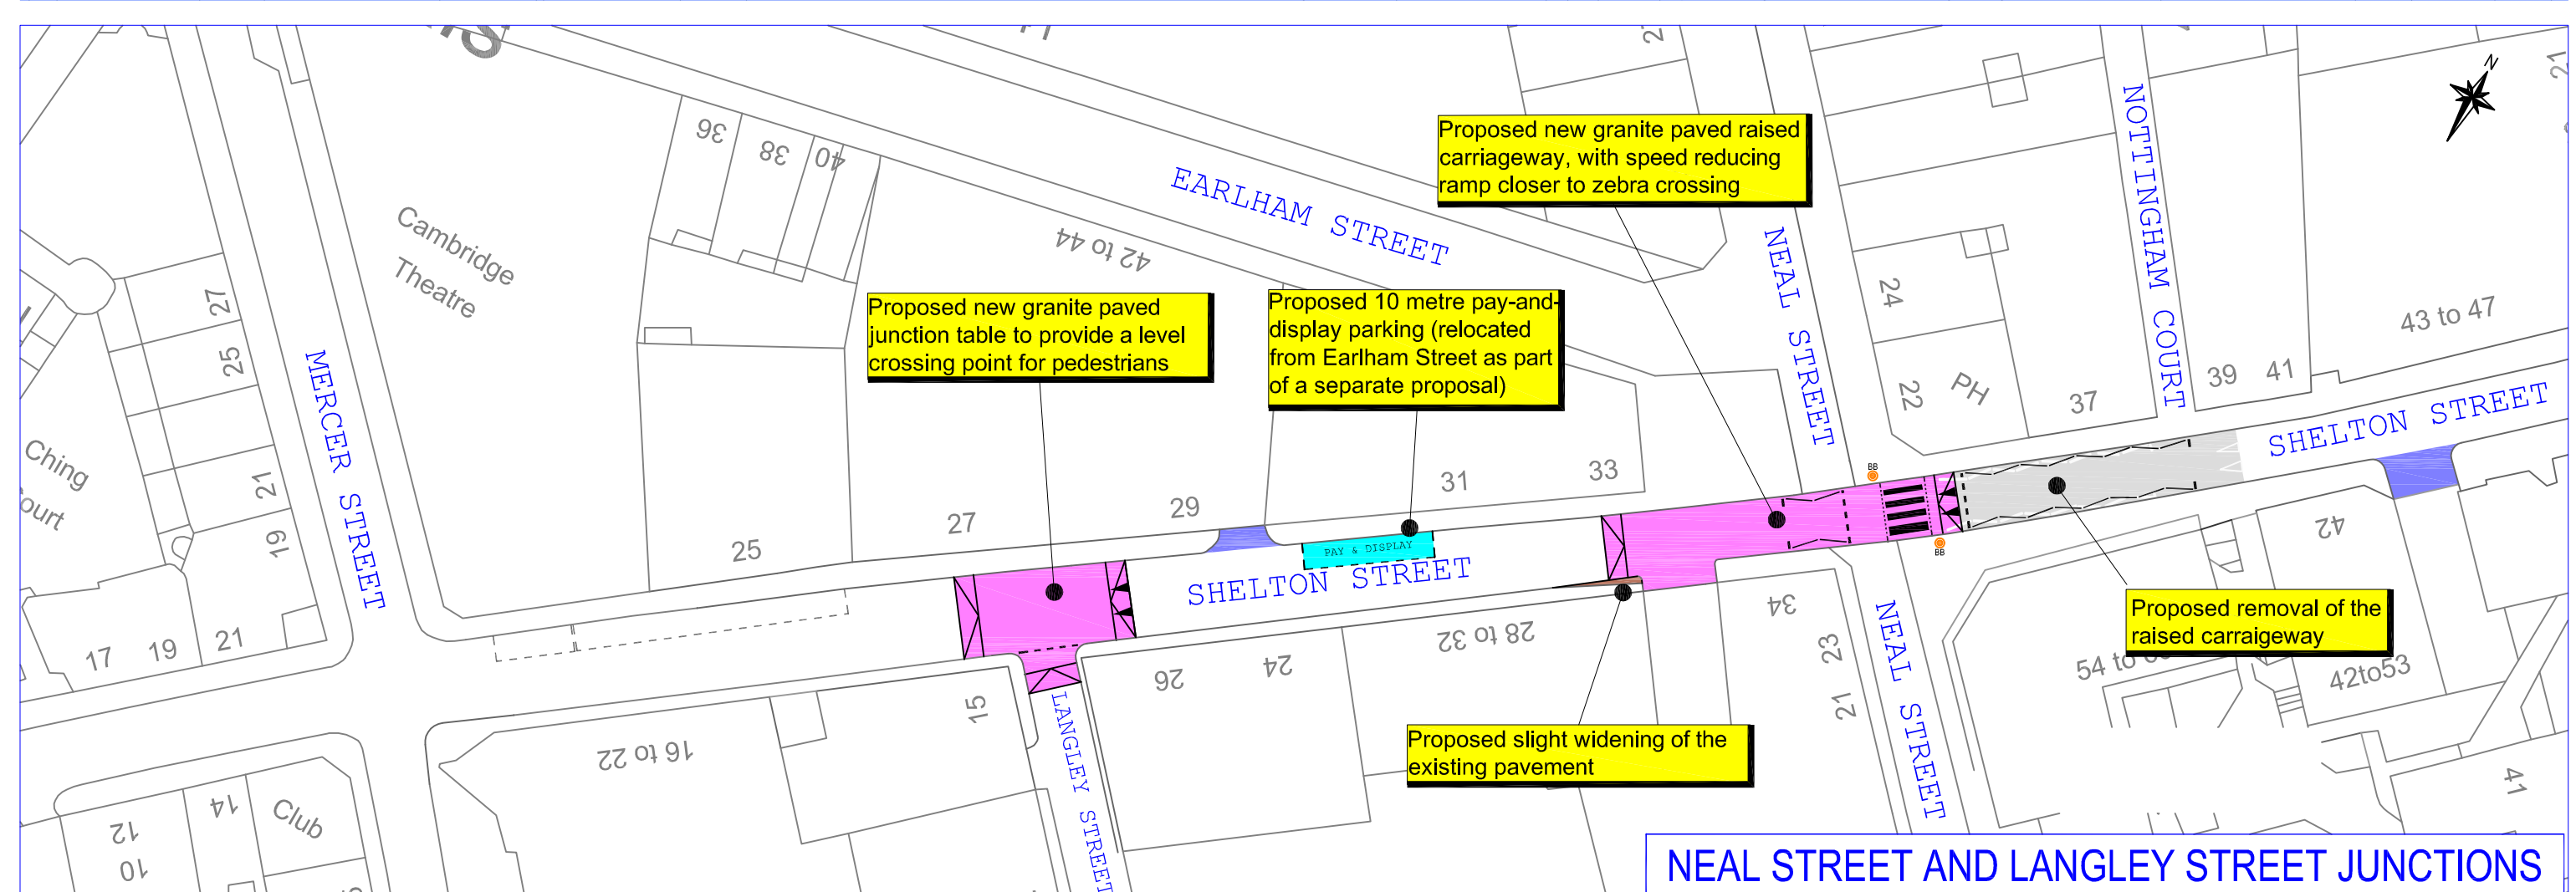 36
38
40
EARLHAM STREET
42 to 44
Cambridge
Theatre
Proposed new granite paved raised
carriageway, with speed reducing
ramp closer to zebra crossing
NEAL STREET
NOTTINGHAM COURT
N
24
22
PH
37
39
41
43 to 47
SHELTON STREET
Proposed new granite paved
junction table to provide a level
crossing point for pedestrians
Proposed 10 metre pay-and-
display parking (relocated
from Earlham Street as part
of a separate proposal)
27
25
21
19
MERCER STREET
Ching
17
19
21
25
27
29
31
33
BB
BB
PAY & DISPLAY
SHELTON STREET
34
28 to 32
24
26
15
16 to 22
LANGLEY STREET
23
21
NEAL STREET
42
54 to
42to53
41
Proposed removal of the
raised carraigeway
Proposed slight widening of the
existing pavement
12
10
14
Club
NEAL STREET AND LANGLEY STREET JUNCTIONS